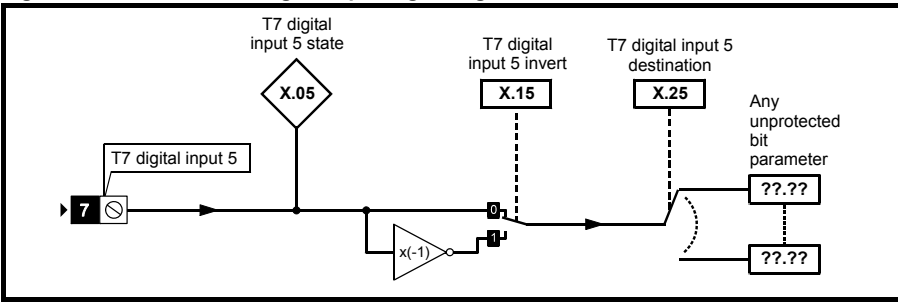 T7 digital
input 5 state
X.05
T7 digital
input 5 invert
X.15
T7 digital input 5
destination
X.25
Any
unprotected
bit
parameter
??.??
??.??
T7 digital input 5
7
0
1
x(-1)